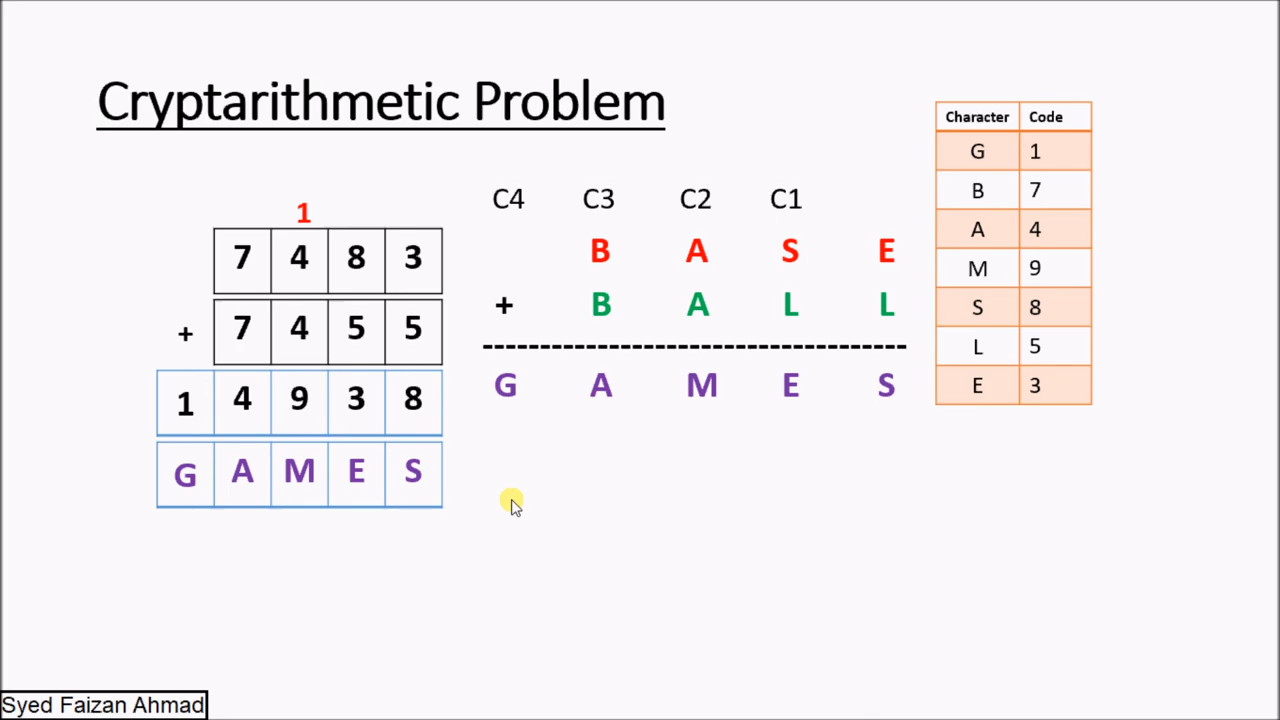 Cryptarithmetic Problem
1
7 4 8 3
+ 7 4 5 5
1 4 9 3 8
G A M E S
C4 C3 C2 C1
B A S E
+ B A L L
------------------------------------
G A M E S
Character Code
G 1
B 7
A 4
M 9
S 8
L 5
E 3
Syed Faizan Ahmad